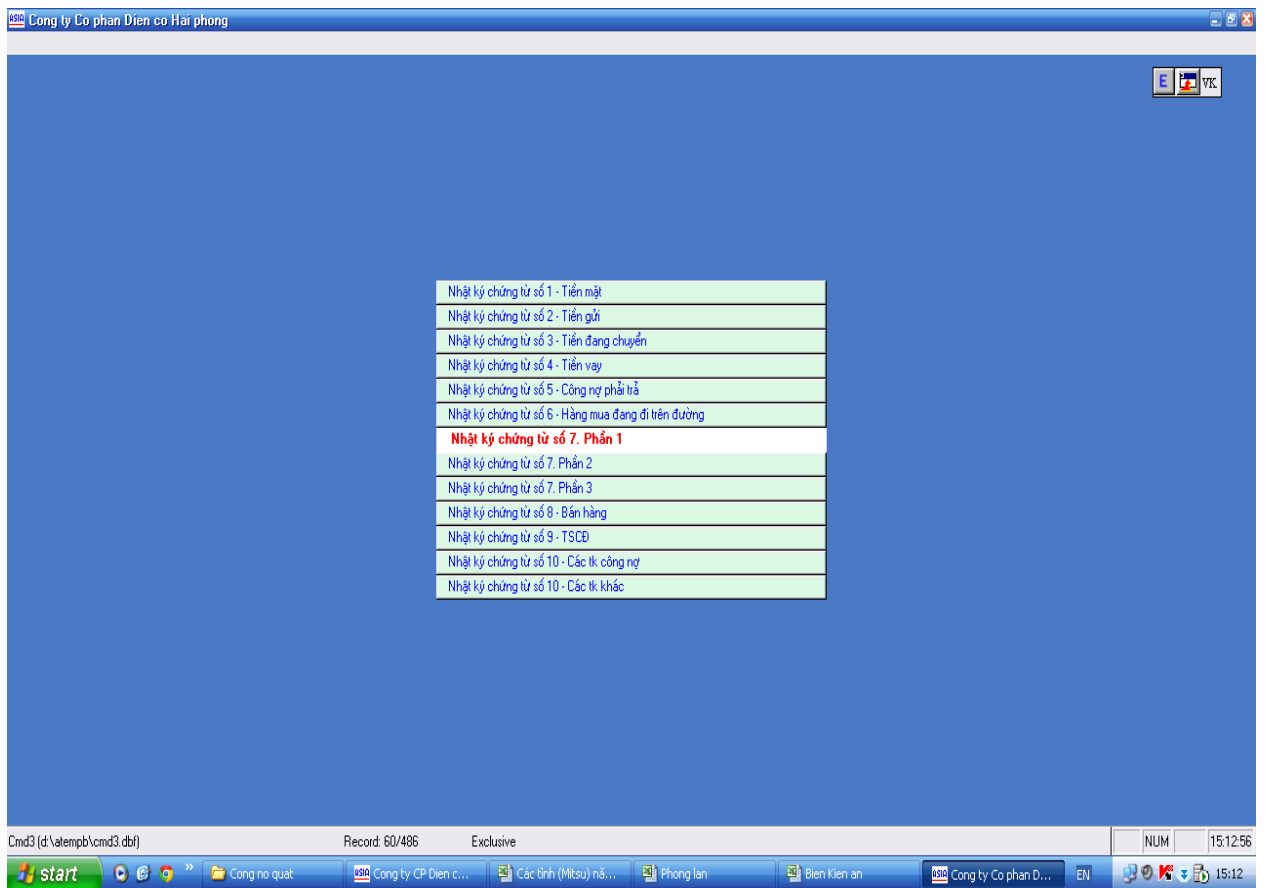 ASIA Cong ty Co phan Dien co Hai phong
E VK
Nhật ký chứng từ số 1 - Tiền mặt
Nhật ký chứng từ số 2 - Tiền gửi
Nhật ký chứng từ số 3 - Tiền đang chuyển
Nhật ký chứng từ số 4 - Tiền vay
Nhật ký chứng từ số 5 - Công nợ phải trả
Nhật ký chứng từ số 6 - Hàng mua đang đi trên đường
Nhật ký chứng từ số 7. Phần 1
Nhật ký chứng từ số 7. Phần 2
Nhật ký chứng từ số 7. Phần 3
Nhật ký chứng từ số 8 - Bán hàng
Nhật ký chứng từ số 9 - TSCĐ
Nhật ký chứng từ số 10 - Các tk công nợ
Nhật ký chứng từ số 10 - Các tk khác
Cmd3 (d:\atempb\cmd3.dbf) Record: 60/486 Exclusive NUM 15:12:56
start Cong no quat ASIA Cong ty CP Dien c... Các tỉnh (Mitsu) nă... Phong lan Bien Kien an ASIA Cong ty Co phan D... EN 15:12